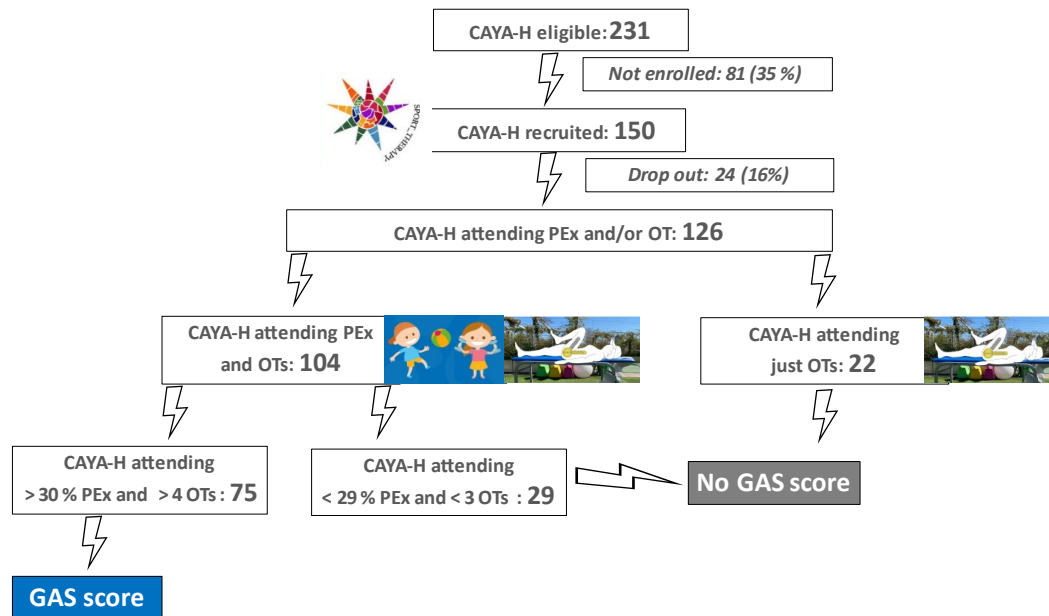 CAYA-H eligible: 231
Not enrolled: 81 (35 %)
SPORT_THERAPY
CAYA-H recruited: 150
Drop out: 24 (16%)
CAYA-H attending PEx and/or OT: 126
CAYA-H attending PEx
and OTs: 104
CAYA-H attending
just OTs: 22
CAYA-H attending
> 30 % PEx and > 4 OTs : 75
CAYA-H attending
< 29 % PEx and < 3 OTs : 29
No GAS score
GAS score